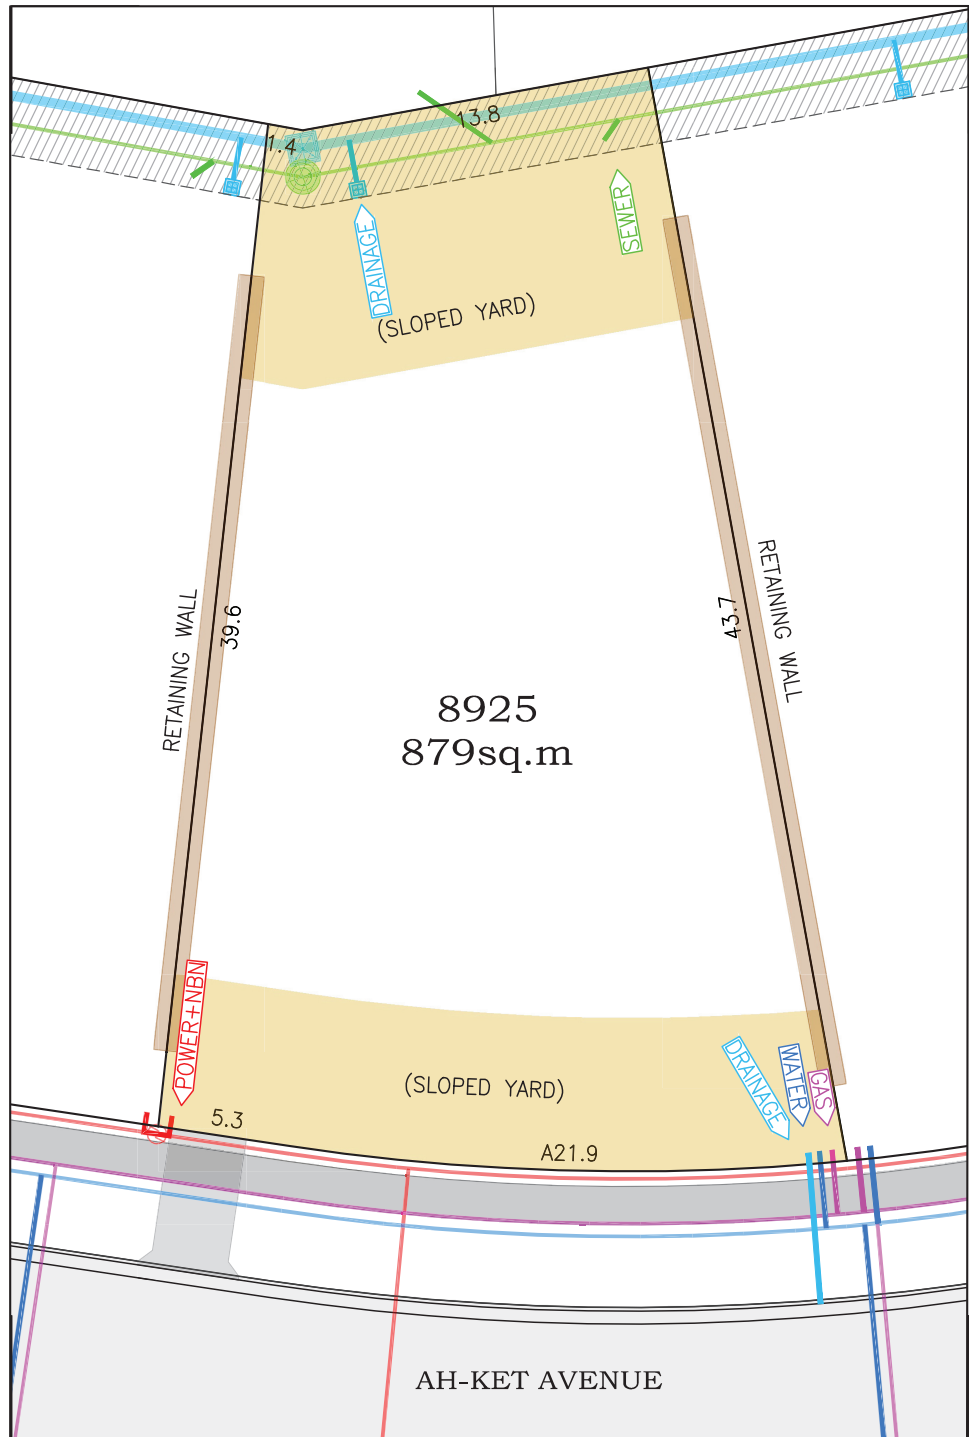 1.4
13.8
DRAINAGE
SEWER
(SLOPED YARD)
RETAINING WALL
39.6
43.7
RETAINING WALL
8925
879sq.m
POWER+NBN
(SLOPED YARD)
DRAINAGE
WATER
GAS
5.3
A21.9
AH-KET AVENUE